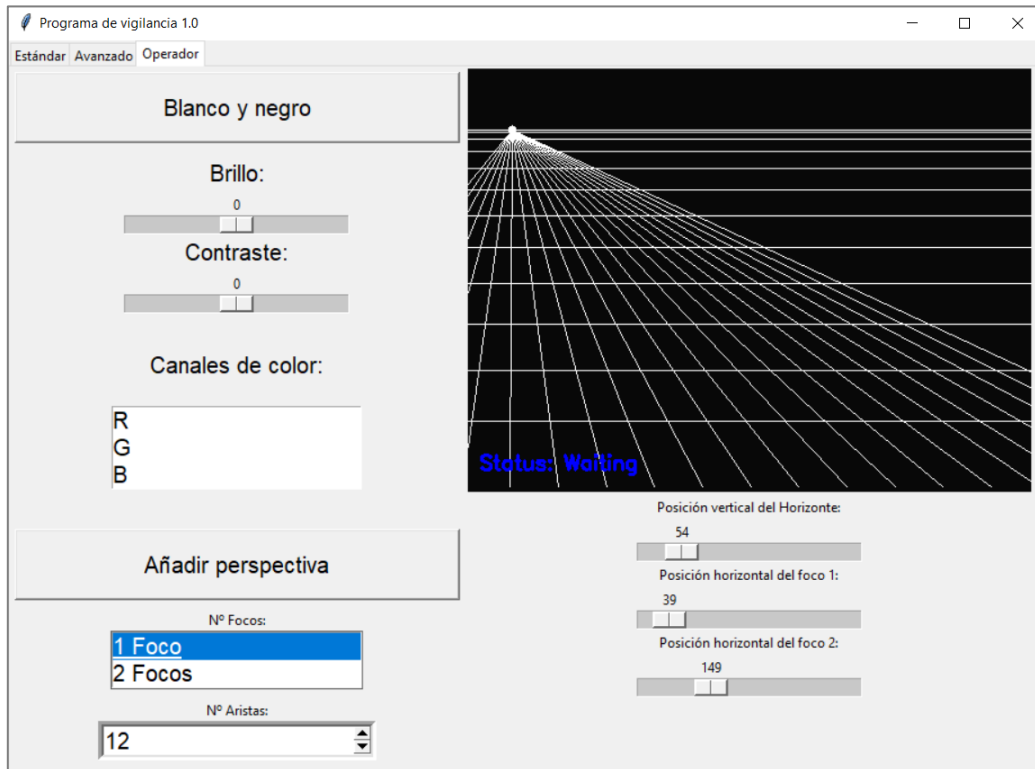 Programa de vigilancia 1.0
Estándar Avanzado Operador
Blanco y negro
Brillo:
0
Contraste:
0
Canales de color:
R
G
B
Añadir perspectiva
Nº Focos:
1 Foco
2 Focos
Nº Aristas:
12
Status: Waiting
Posición vertical del Horizonte:
54
Posición horizontal del foco 1:
39
Posición horizontal del foco 2:
149